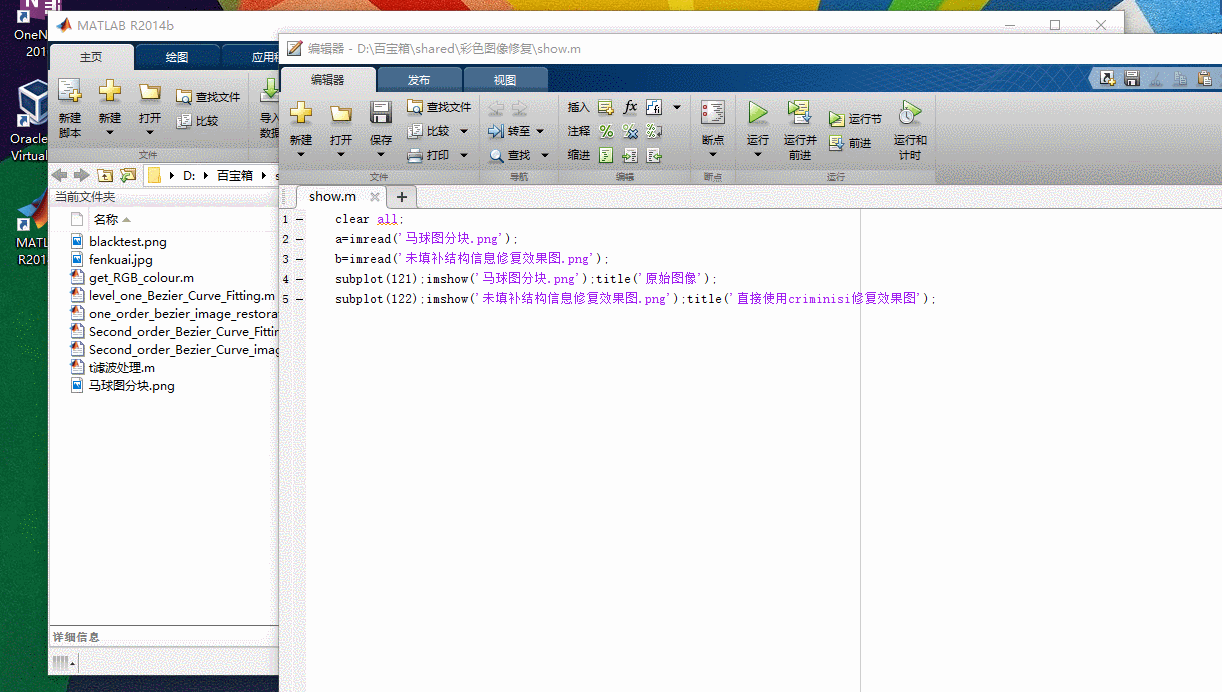 OneN
201
Oracle
Virtual
MATL
R201
MATLAB R2014b
主页
绘图
应用程
新建
脚本
新建
打开
查找文件
比较
导入
数据
文件
D:
百宝箱
当前文件夹
名称
blacktest.png
fenkuai.jpg
get_RGB_colour.m
level_one_Bezier_Curve_Fitting.m
one_order_bezier_image_restora
Second_order_Bezier_Curve_Fittin
Second_order_Bezier_Curve_imag
t滤波处理.m
马球图分块.png
详细信息
编辑器 - D:\百宝箱\shared\彩色图像修复\show.m
编辑器
发布
视图
新建
打开
保存
查找文件
比较
打印
文件
转至
查找
导航
插入
fx
注释
缩进
编辑
断点
断点
运行
运行并
前进
运行节
前进
运行和
计时
运行
show.m
1 clear all;
2 a=imread('马球图分块.png');
3 b=imread('未填补结构信息修复效果图.png');
4 subplot(121);imshow('马球图分块.png');title('原始图像');
5 subplot(122);imshow('未填补结构信息修复效果图.png');title('直接使用criminisi修复效果图');